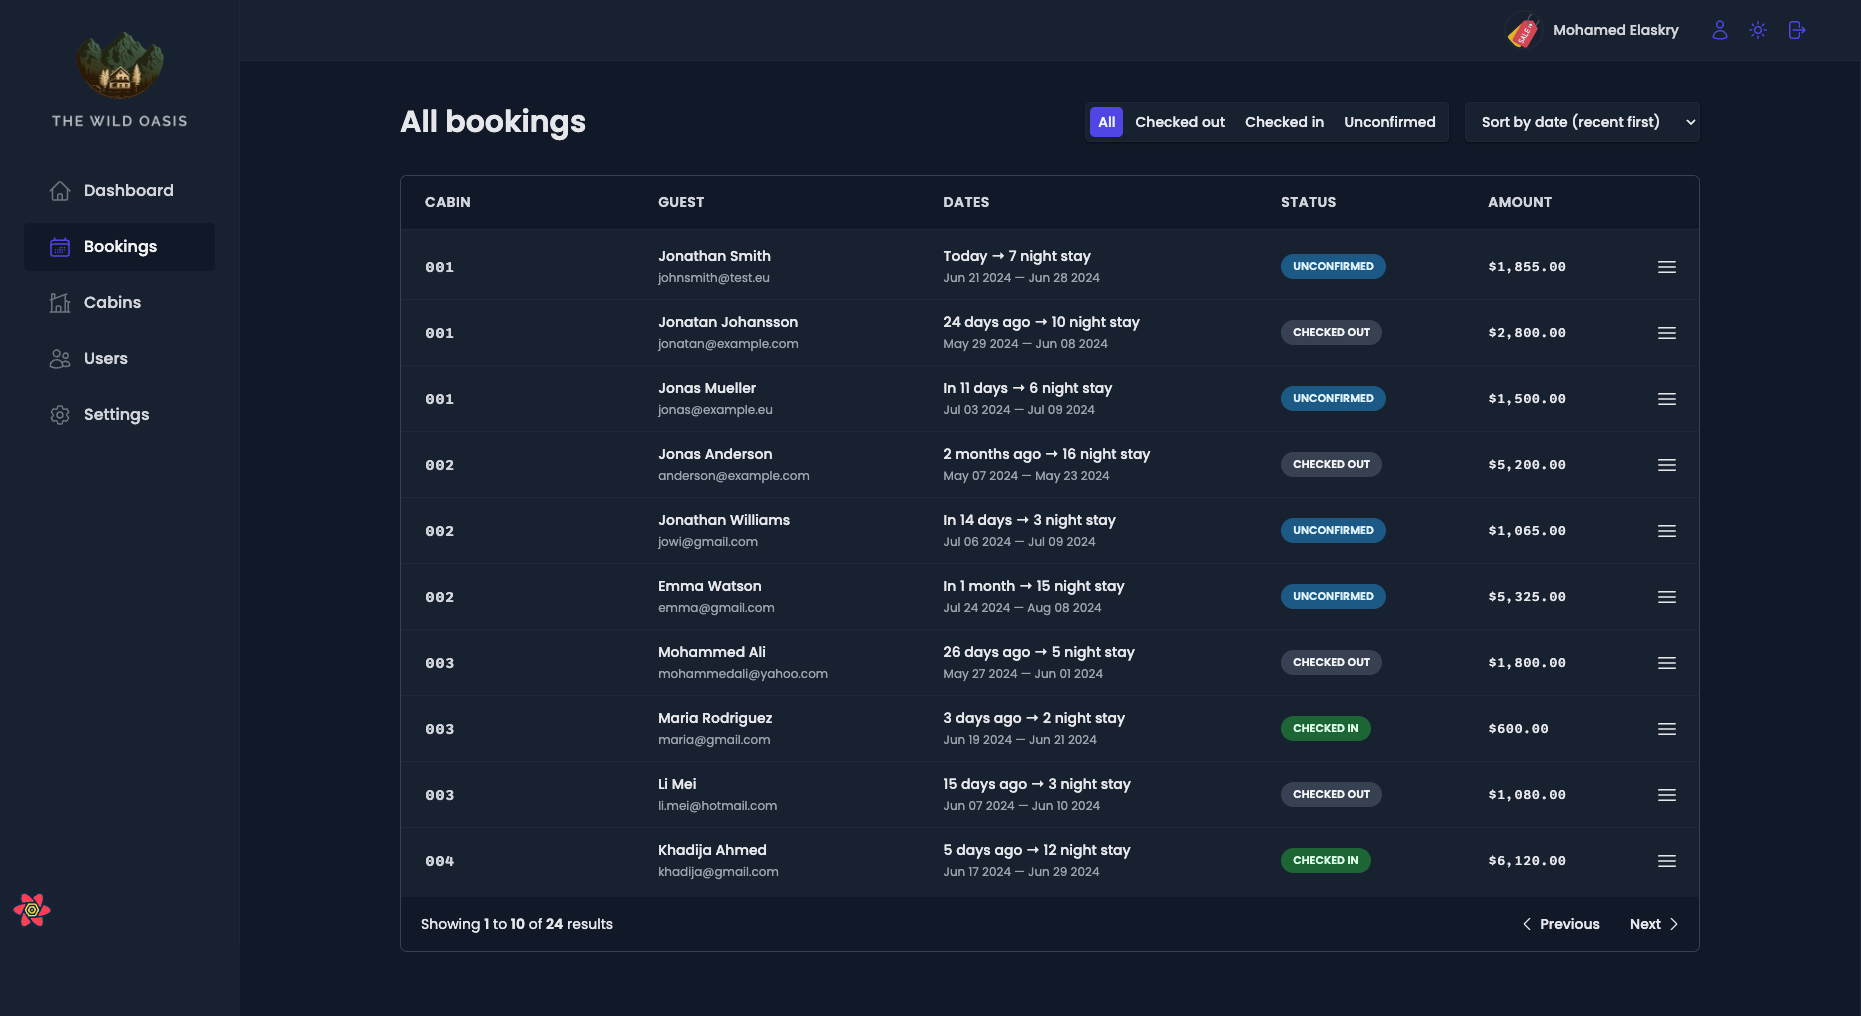 THE WILD OASIS
Dashboard
Bookings
Cabins
Users
Settings
SALE
Mohamed Elaskry
All bookings
All Checked out Checked in Unconfirmed
Sort by date (recent first)
CABIN GUEST DATES STATUS AMOUNT
001 Jonathan Smith Today → 7 night stay UNCONFIRMED $1,855.00
johnsmith@test.eu Jun 21 2024 — Jun 28 2024
001 Jonatan Johansson 24 days ago → 10 night stay CHECKED OUT $2,800.00
jonatan@example.com May 29 2024 — Jun 08 2024
001 Jonas Mueller In 11 days → 6 night stay UNCONFIRMED $1,500.00
jonas@example.eu Jul 03 2024 — Jul 09 2024
002 Jonas Anderson 2 months ago → 16 night stay CHECKED OUT $5,200.00
anderson@example.com May 07 2024 — May 23 2024
002 Jonathan Williams In 14 days → 3 night stay UNCONFIRMED $1,065.00
jowi@gmail.com Jul 06 2024 — Jul 09 2024
002 Emma Watson In 1 month → 15 night stay UNCONFIRMED $5,325.00
emma@gmail.com Jul 24 2024 — Aug 08 2024
003 Mohammed Ali 26 days ago → 5 night stay CHECKED OUT $1,800.00
mohammedali@yahoo.com May 27 2024 — Jun 01 2024
003 Maria Rodriguez 3 days ago → 2 night stay CHECKED IN $600.00
maria@gmail.com Jun 19 2024 — Jun 21 2024
003 Li Mei 15 days ago → 3 night stay CHECKED OUT $1,080.00
li.mei@hotmail.com Jun 07 2024 — Jun 10 2024
004 Khadija Ahmed 5 days ago → 12 night stay CHECKED IN $6,120.00
khadija@gmail.com Jun 17 2024 — Jun 29 2024
Showing 1 to 10 of 24 results
Previous Next